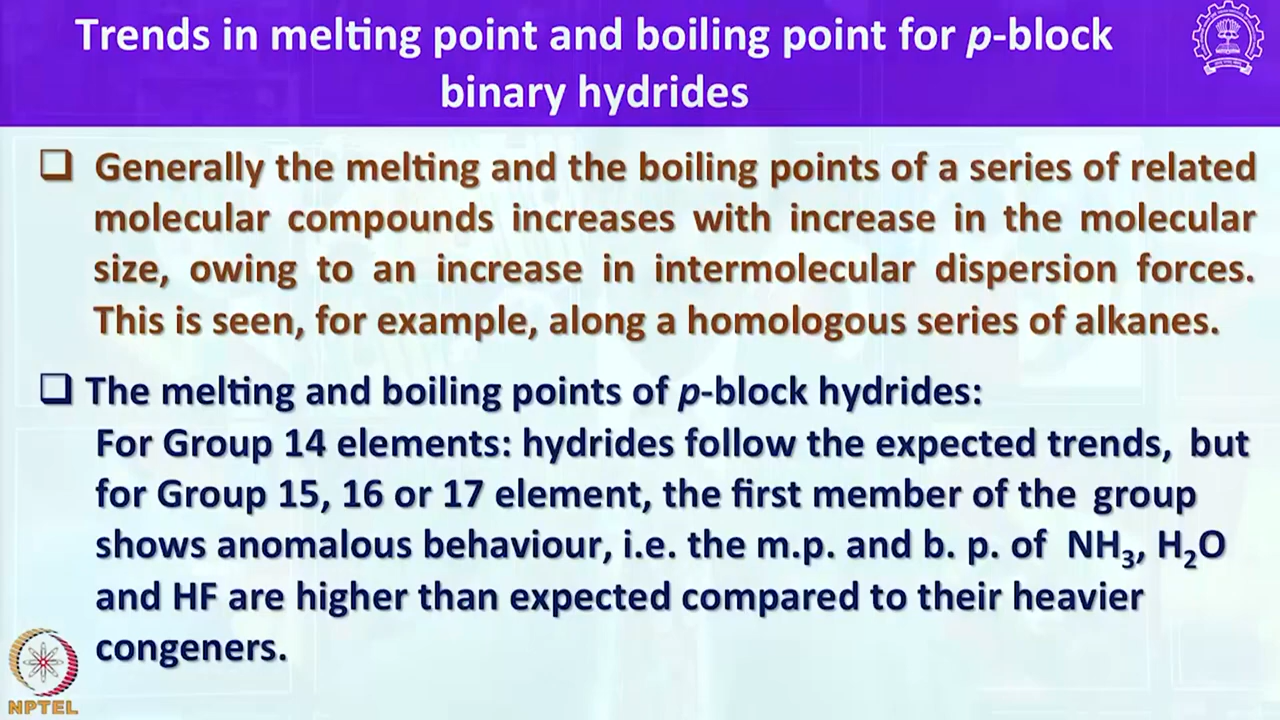 Trends in melting point and boiling point for p-block
binary hydrides
❑ Generally the melting and the boiling points of a series of related
molecular compounds increases with increase in the molecular
size, owing to an increase in intermolecular dispersion forces.
This is seen, for example, along a homologous series of alkanes.
❑ The melting and boiling points of p-block hydrides:
For Group 14 elements: hydrides follow the expected trends, but
for Group 15, 16 or 17 element, the first member of the group
shows anomalous behaviour, i.e. the m.p. and b. p. of NH₃, H₂O
and HF are higher than expected compared to their heavier
congeners.
NPTEL